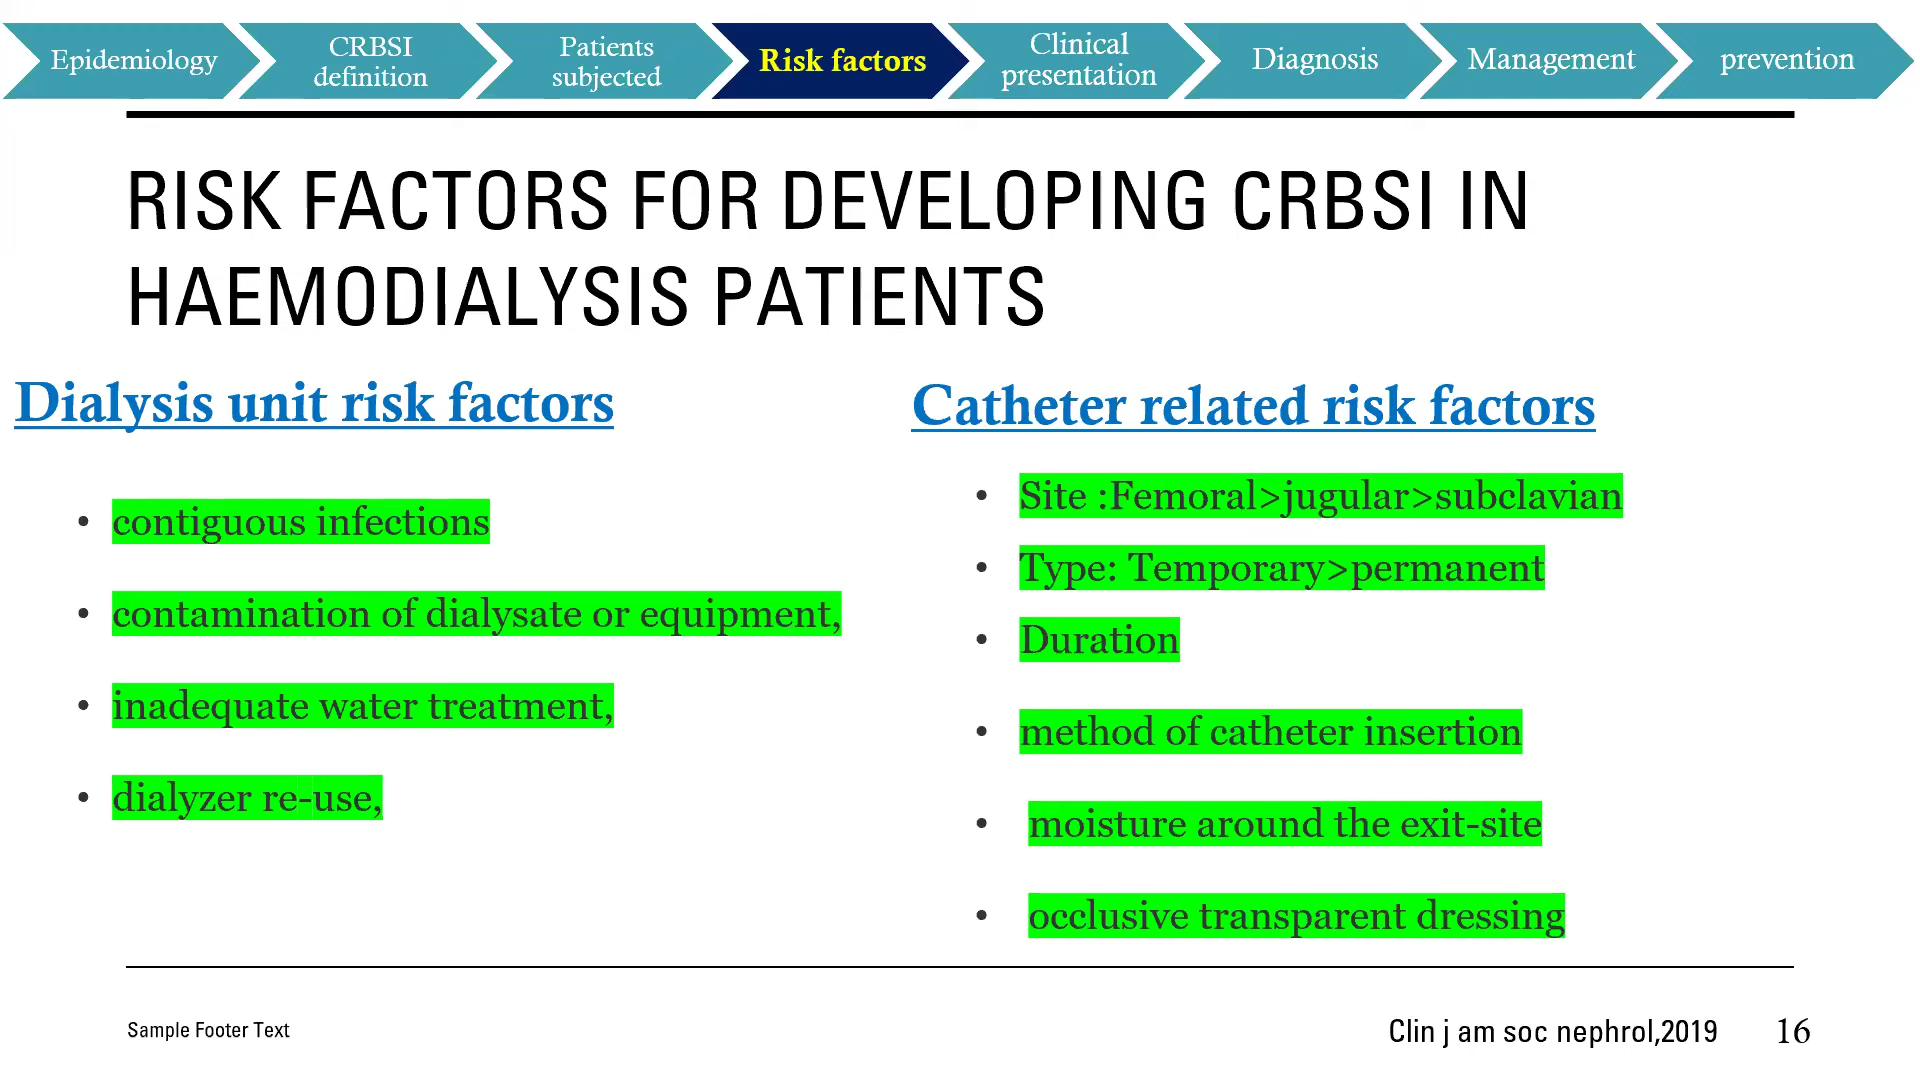 Epidemiology
CRBSI
definition
Patients
subjected
Risk factors
Clinical
presentation
Diagnosis
Management
prevention
RISK FACTORS FOR DEVELOPING CRBSI IN
HAEMODIALYSIS PATIENTS
Dialysis unit risk factors
• contiguous infections
• contamination of dialysate or equipment,
• inadequate water treatment,
• dialyzer re-use,
Catheter related risk factors
• Site :Femoral>jugular>subclavian
• Type: Temporary>permanent
• Duration
• method of catheter insertion
• moisture around the exit-site
• occlusive transparent dressing
Sample Footer Text
Clin j am soc nephrol,2019
16